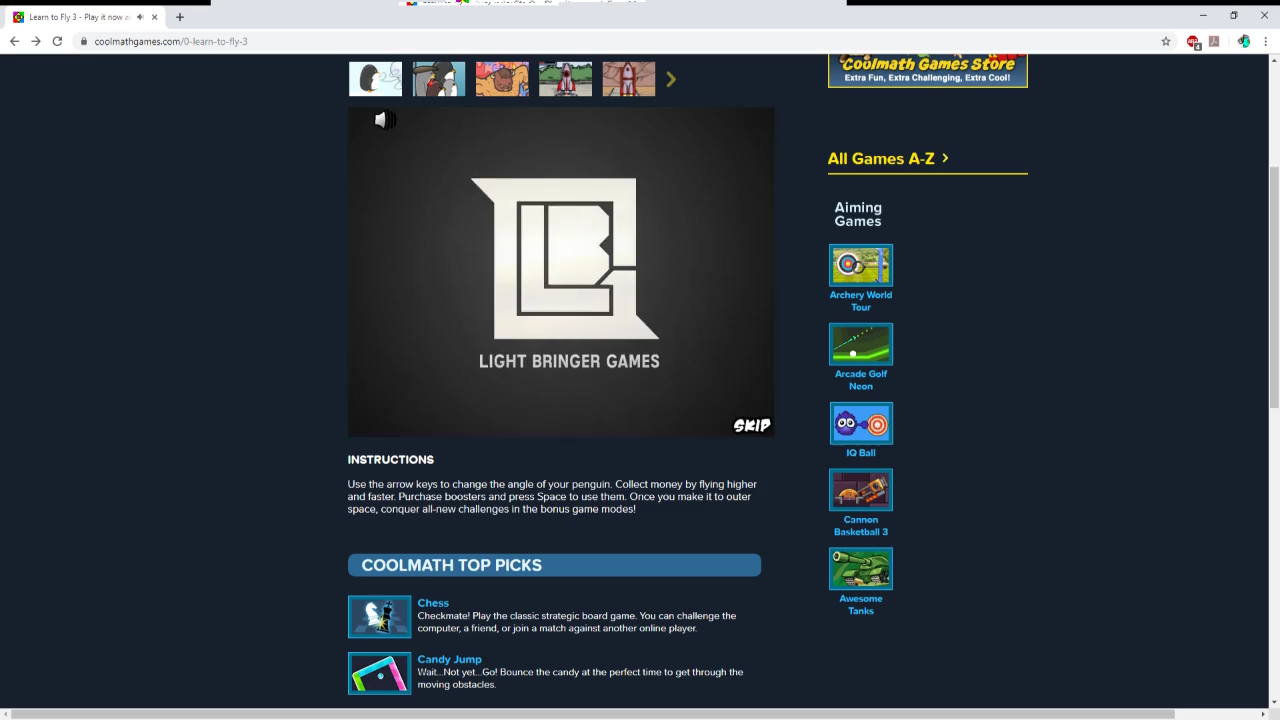 Learn to Fly 3 - Play it now a
coolmathgames.com/0-learn-to-fly-3
Coolmath Games Store
Extra Fun, Extra Challenging, Extra Cool!
All Games A-Z >
Aiming
Games
Archery World
Tour
Arcade Golf
Neon
IQ Ball
Cannon
Basketball 3
Awesome
Tanks
LIGHT BRINGER GAMES
SKIP
INSTRUCTIONS
Use the arrow keys to change the angle of your penguin. Collect money by flying higher
and faster. Purchase boosters and press Space to use them. Once you make it to outer
space, conquer all-new challenges in the bonus game modes!
COOLMATH TOP PICKS
Chess
Checkmate! Play the classic strategic board game. You can challenge the
computer, a friend, or join a match against another online player.
Candy Jump
Wait...Not yet...Go! Bounce the candy at the perfect time to get through the
moving obstacles.